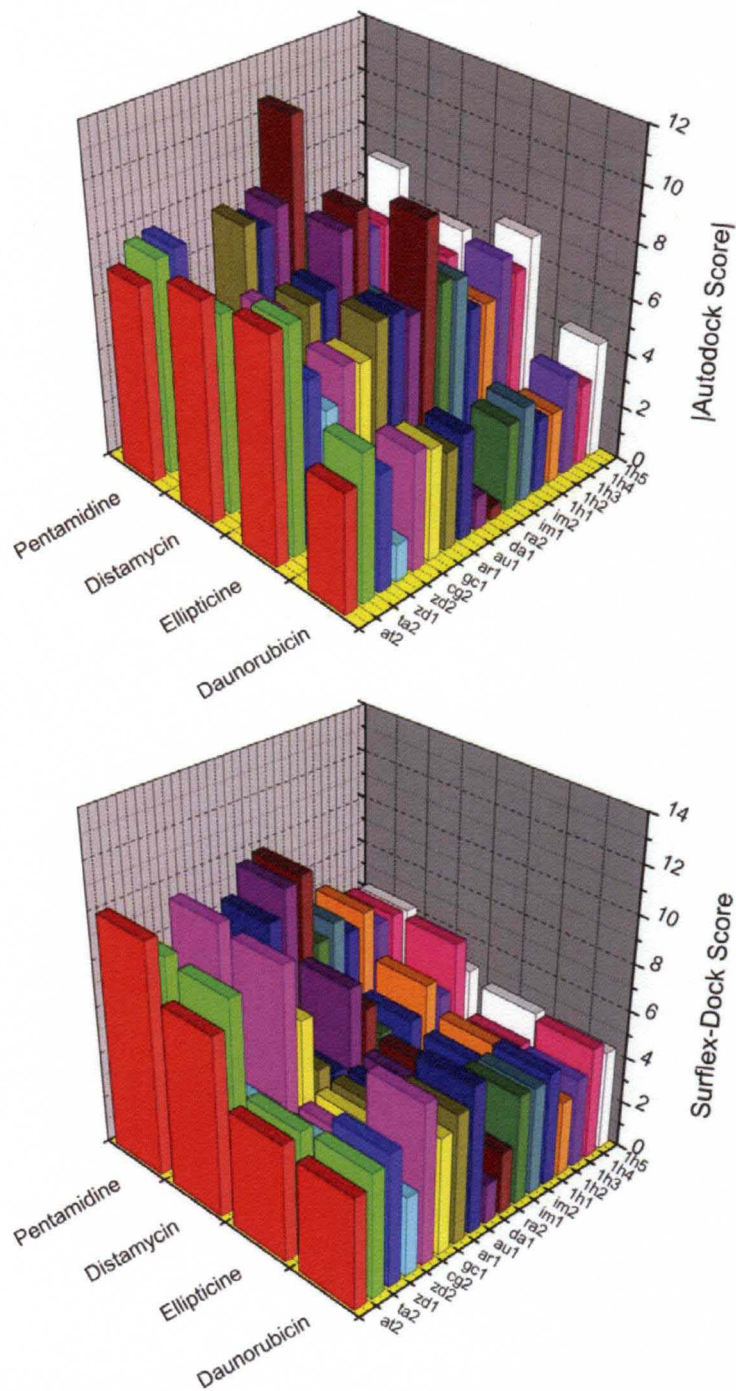 12
10
8
6
4
2
0
|Autodock Score|
Pentamidine
Distamycin
Ellipticine
Daunorubicin
at2
ta2
zd1
zd2
cg2
gc1
ar1
au1
da1
ra2
im1
im2
1h1
1h2
1h3
1h4
1h5
14
12
10
8
6
4
2
0
Surflex-Dock Score
Pentamidine
Distamycin
Ellipticine
Daunorubicin
at2
ta2
zd1
zd2
cg2
gc1
ar1
au1
da1
ra2
im1
im2
1h1
1h2
1h3
1h4
1h5